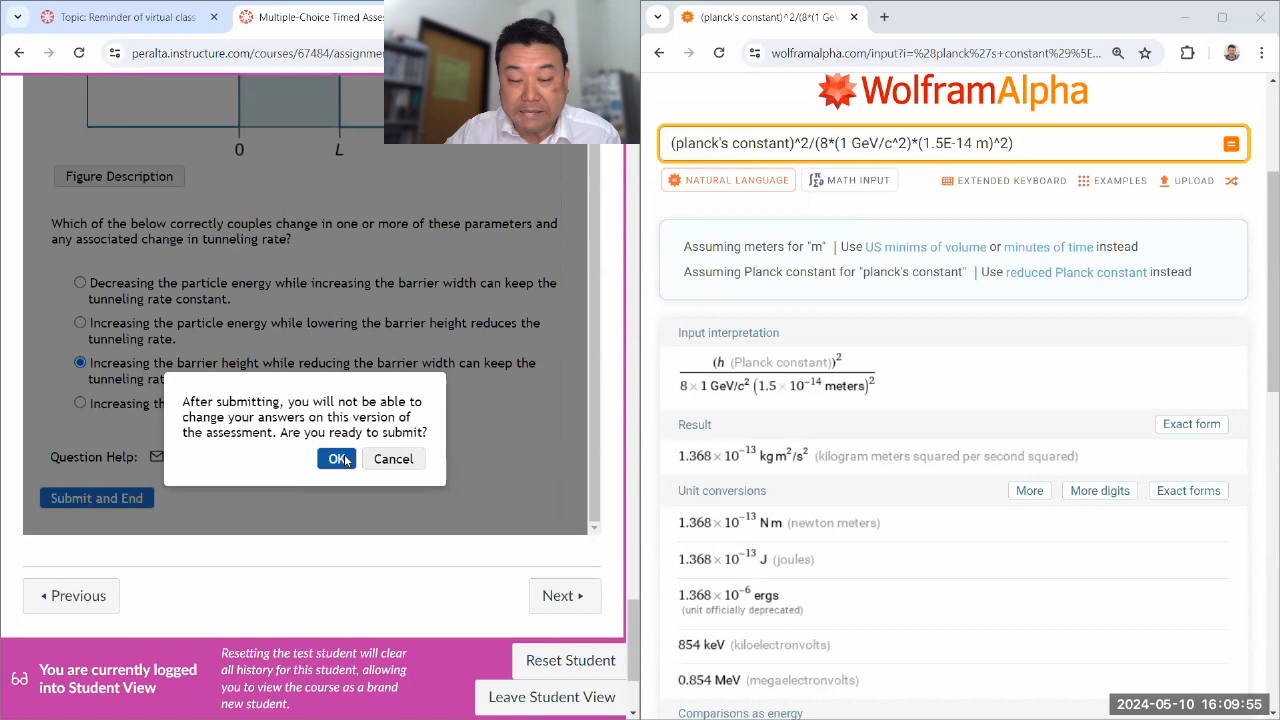 Topic Reminder of virtual class
Multiple-Choice Timed Asses
peralta.instructure.com/courses/67484/assignme
0
L
Figure Description
Which of the below correctly couples change in one or more of these parameters and
any associated change in tunneling rate?
Decreasing the particle energy while increasing the barrier width can keep the
tunneling rate constant.
Increasing the particle energy while lowering the barrier height reduces the
tunneling rate.
Increasing the barrier height while reducing the barrier width can keep the
tunneling rat
Increasing th
After submitting, you will not be able to
change your answers on this version of
the assessment. Are you ready to submit?
OK
Cancel
Question Help:
Submit and End
Previous
Next
You are currently logged
into Student View
Resetting the test student will clear
all history for this student, allowing
you to view the course as a brand
new student.
Reset Student
Leave Student View
(planck's constant)^2/(8*(1 GeV
wolframalpha.com/input?i=%28planck%27s+constant%29%5E...
WolframAlpha
(planck's constant)^2/(8*(1 GeV/c^2)*(1.5E-14 m)^2)
NATURAL LANGUAGE
MATH INPUT
EXTENDED KEYBOARD
EXAMPLES
UPLOAD
Assuming meters for "m" | Use US minims of volume or minutes of time instead
Assuming Planck constant for "planck's constant" | Use reduced Planck constant instead
Input interpretation
(h (Planck constant))²
8×1 GeV/c² (1.5×10⁻¹⁴ meters)²
Result
Exact form
1.368×10⁻¹³ kg m²/s² (kilogram meters squared per second squared)
Unit conversions
More
More digits
Exact forms
1.368×10⁻¹³ N m (newton meters)
1.368×10⁻¹³ J (joules)
1.368×10⁻⁶ ergs
(unit officially deprecated)
854 keV (kiloelectronvolts)
0.854 MeV (megaelectronvolts)
Comparisons as energy
2024-05-10 16:09:55